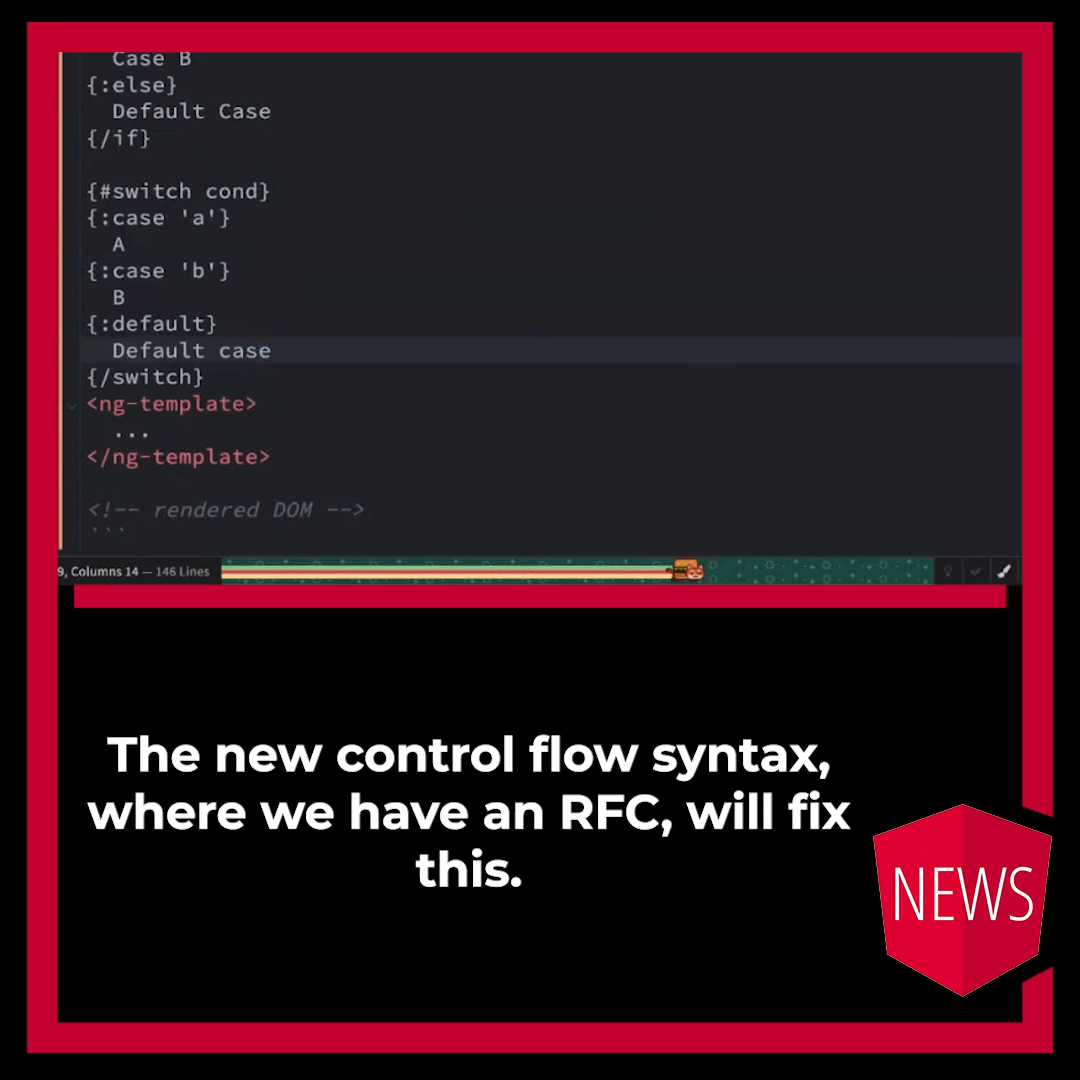 Case B
{:else}
Default Case
{/if}
{#switch cond}
{:case 'a'}
A
{:case 'b'}
B
{:default}
Default case
{/switch}
<ng-template>
...
</ng-template>
<!-- rendered DOM -->
```
9, Columns 14 — 146 Lines
The new control flow syntax,
where we have an RFC, will fix
this.
NEWS